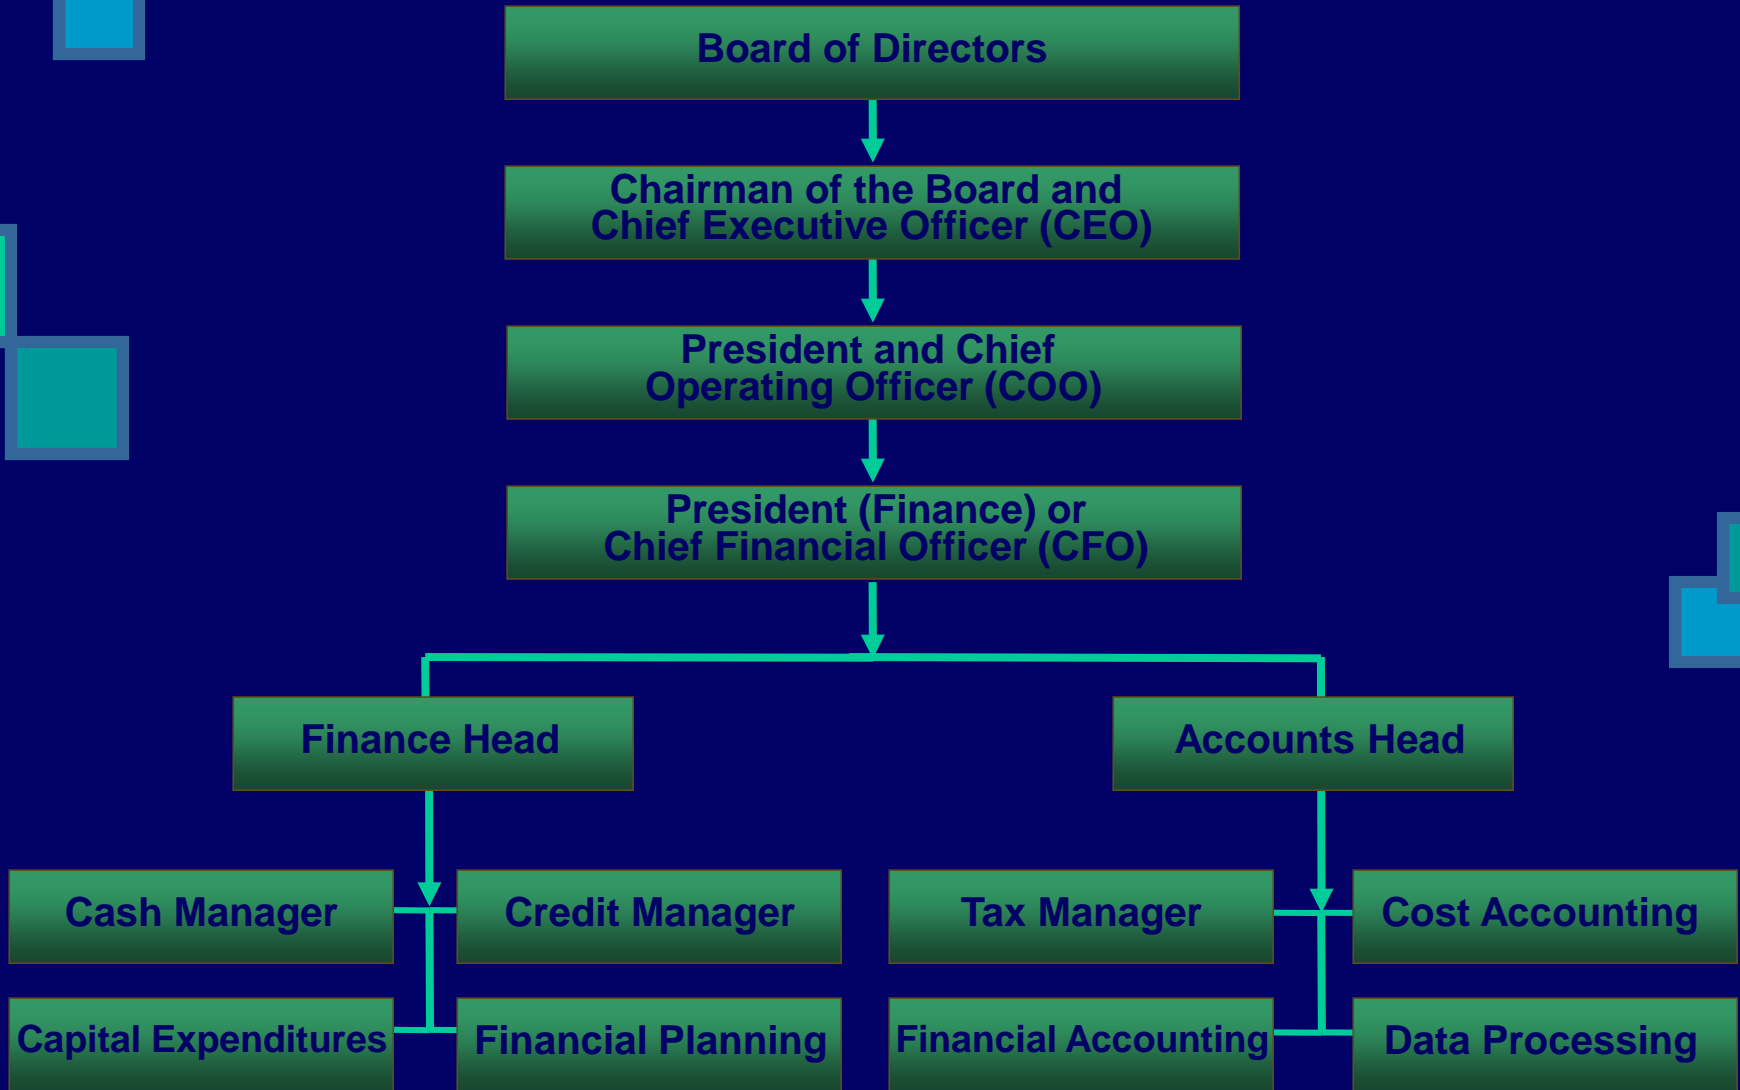 Board of Directors
Chairman of the Board and
Chief Executive Officer (CEO)
President and Chief
Operating Officer (COO)
President (Finance) or
Chief Financial Officer (CFO)
Finance Head
Accounts Head
Cash Manager
Credit Manager
Tax Manager
Cost Accounting
Capital Expenditures
Financial Planning
Financial Accounting
Data Processing